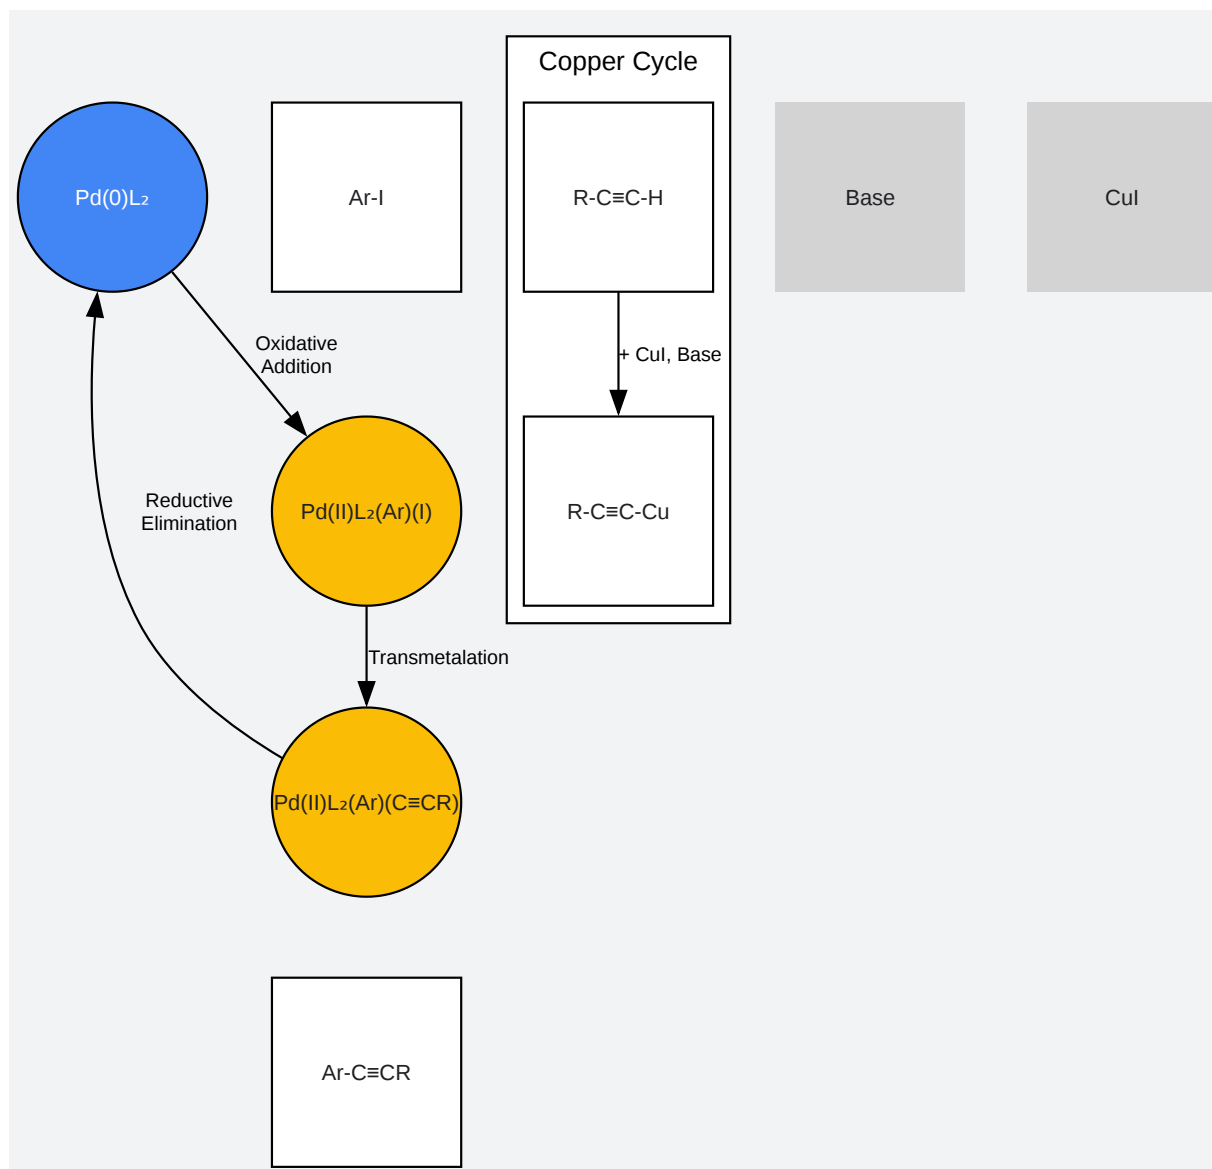 Copper Cycle
Pd(0)L₂
Ar-I
R-C≡C-H
Base
CuI
Oxidative
Addition
+ CuI, Base
Reductive
Elimination
Pd(II)L₂(Ar)(I)
R-C≡C-Cu
Transmetalation
Pd(II)L₂(Ar)(C≡CR)
Ar-C≡CR